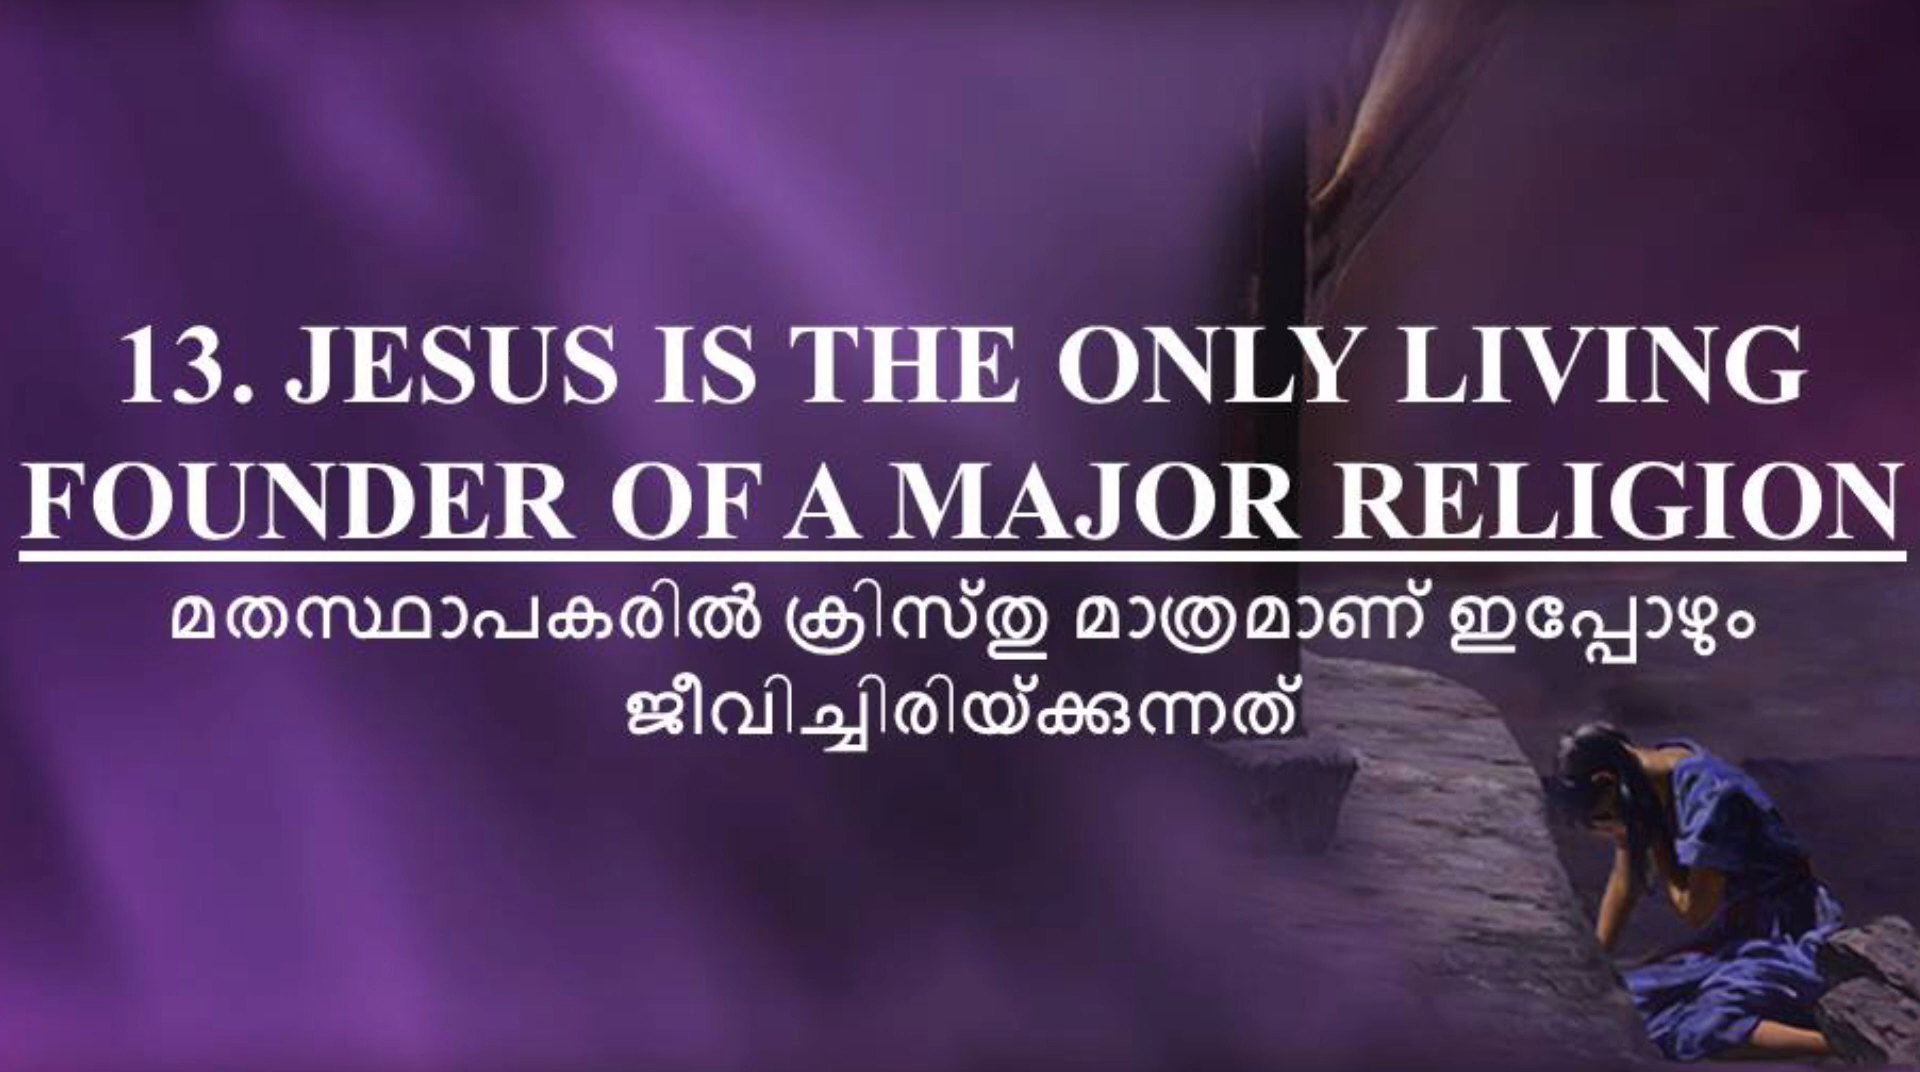 13. JESUS IS THE ONLY LIVING
FOUNDER OF A MAJOR RELIGION
മതസ്ഥാപകരിൽ ക്രിസ്തു മാത്രമാണ് ഇപ്പോഴും
ജീവിച്ചിരിയ്ക്കുന്നത്